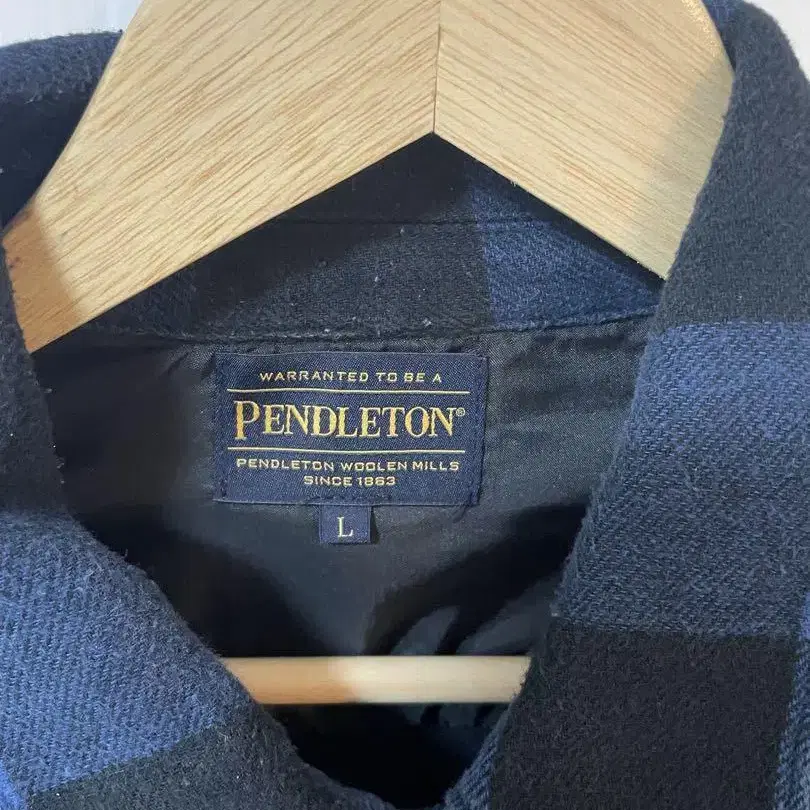 WARRANTED TO BE A
PENDLETON®
PENDLETON WOOLEN MILLS
SINCE 1863
L